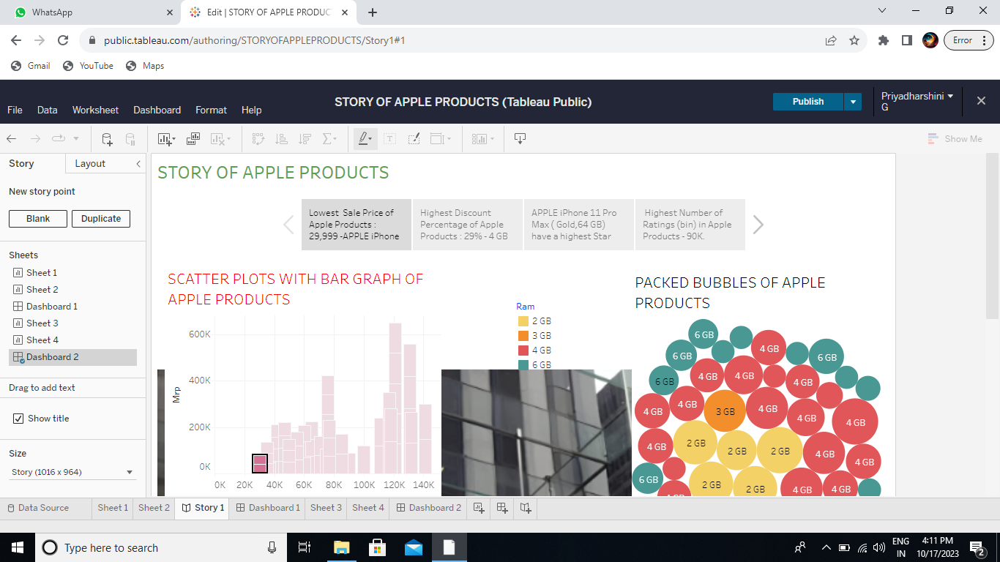 WhatsApp
Edit | STORY OF APPLE PRODUC
public.tableau.com/authoring/STORYOFAPPLEPRODUCTS/Story1#1
Error
Gmail
YouTube
Maps
STORY OF APPLE PRODUCTS (Tableau Public)
File
Data
Worksheet
Dashboard
Format
Help
Publish
Priyadharshini
G
Show Me
Story
Layout
New story point
Blank
Duplicate
Sheets
Sheet 1
Sheet 2
Dashboard 1
Sheet 3
Sheet 4
Dashboard 2
Drag to add text
Show title
Size
Story (1016 x 964)
STORY OF APPLE PRODUCTS
Lowest Sale Price of
Apple Products :
29,999 -APPLE iPhone
Highest Discount
Percentage of Apple
Products : 29% - 4 GB
APPLE iPhone 11 Pro
Max ( Gold,64 GB)
have a highest Star
Highest Number of
Ratings (bin) in Apple
Products - 90K.
SCATTER PLOTS WITH BAR GRAPH OF
APPLE PRODUCTS
600K
400K
200K
0K
Mrp
0K 20K 40K 60K 80K 100K 120K 140K
Ram
2 GB
3 GB
4 GB
6 GB
PACKED BUBBLES OF APPLE
PRODUCTS
6 GB
4 GB
6 GB
6 GB
4 GB
4 GB
4 GB
6 GB
4 GB
4 GB
3 GB
4 GB
4 GB
4 GB
4 GB
2 GB
2 GB
2 GB
4 GB
4 GB
6 GB
2 GB
2 GB
4 GB
4 GB
Data Source
Sheet 1
Sheet 2
Story 1
Dashboard 1
Sheet 3
Sheet 4
Dashboard 2
Type here to search
ENG
IN
4:11 PM
10/17/2023
2